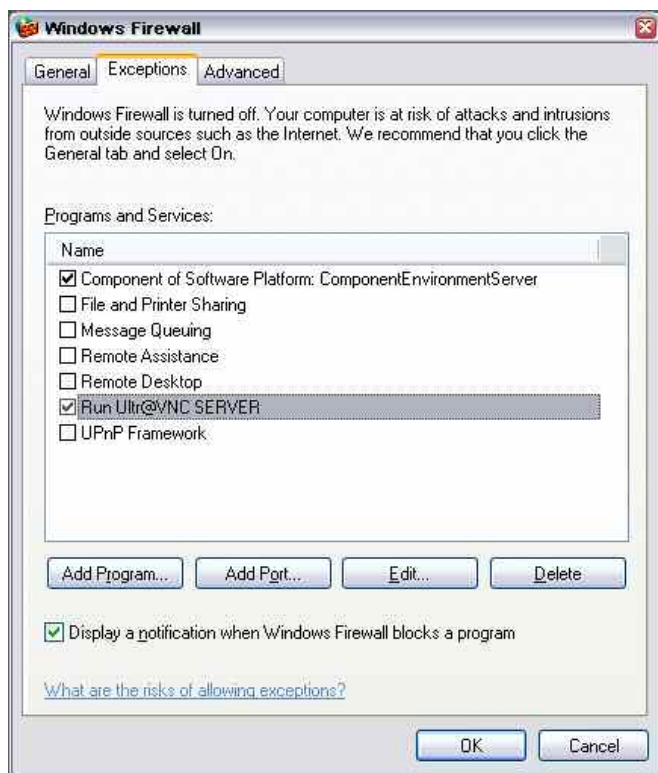 Windows Firewall
General
Exceptions
Advanced
Windows Firewall is turned off. Your computer is at risk of attacks and intrusions
from outside sources such as the Internet. We recommend that you click the
General tab and select On.
Programs and Services:
Name
Component of Software Platform: ComponentEnvironmentServer
File and Printer Sharing
Message Queuing
Remote Assistance
Remote Desktop
Run Ultr@VNC SERVER
UPnP Framework
Add Program...
Add Port...
Edit...
Delete
Display a notification when Windows Firewall blocks a program
What are the risks of allowing exceptions?
OK
Cancel